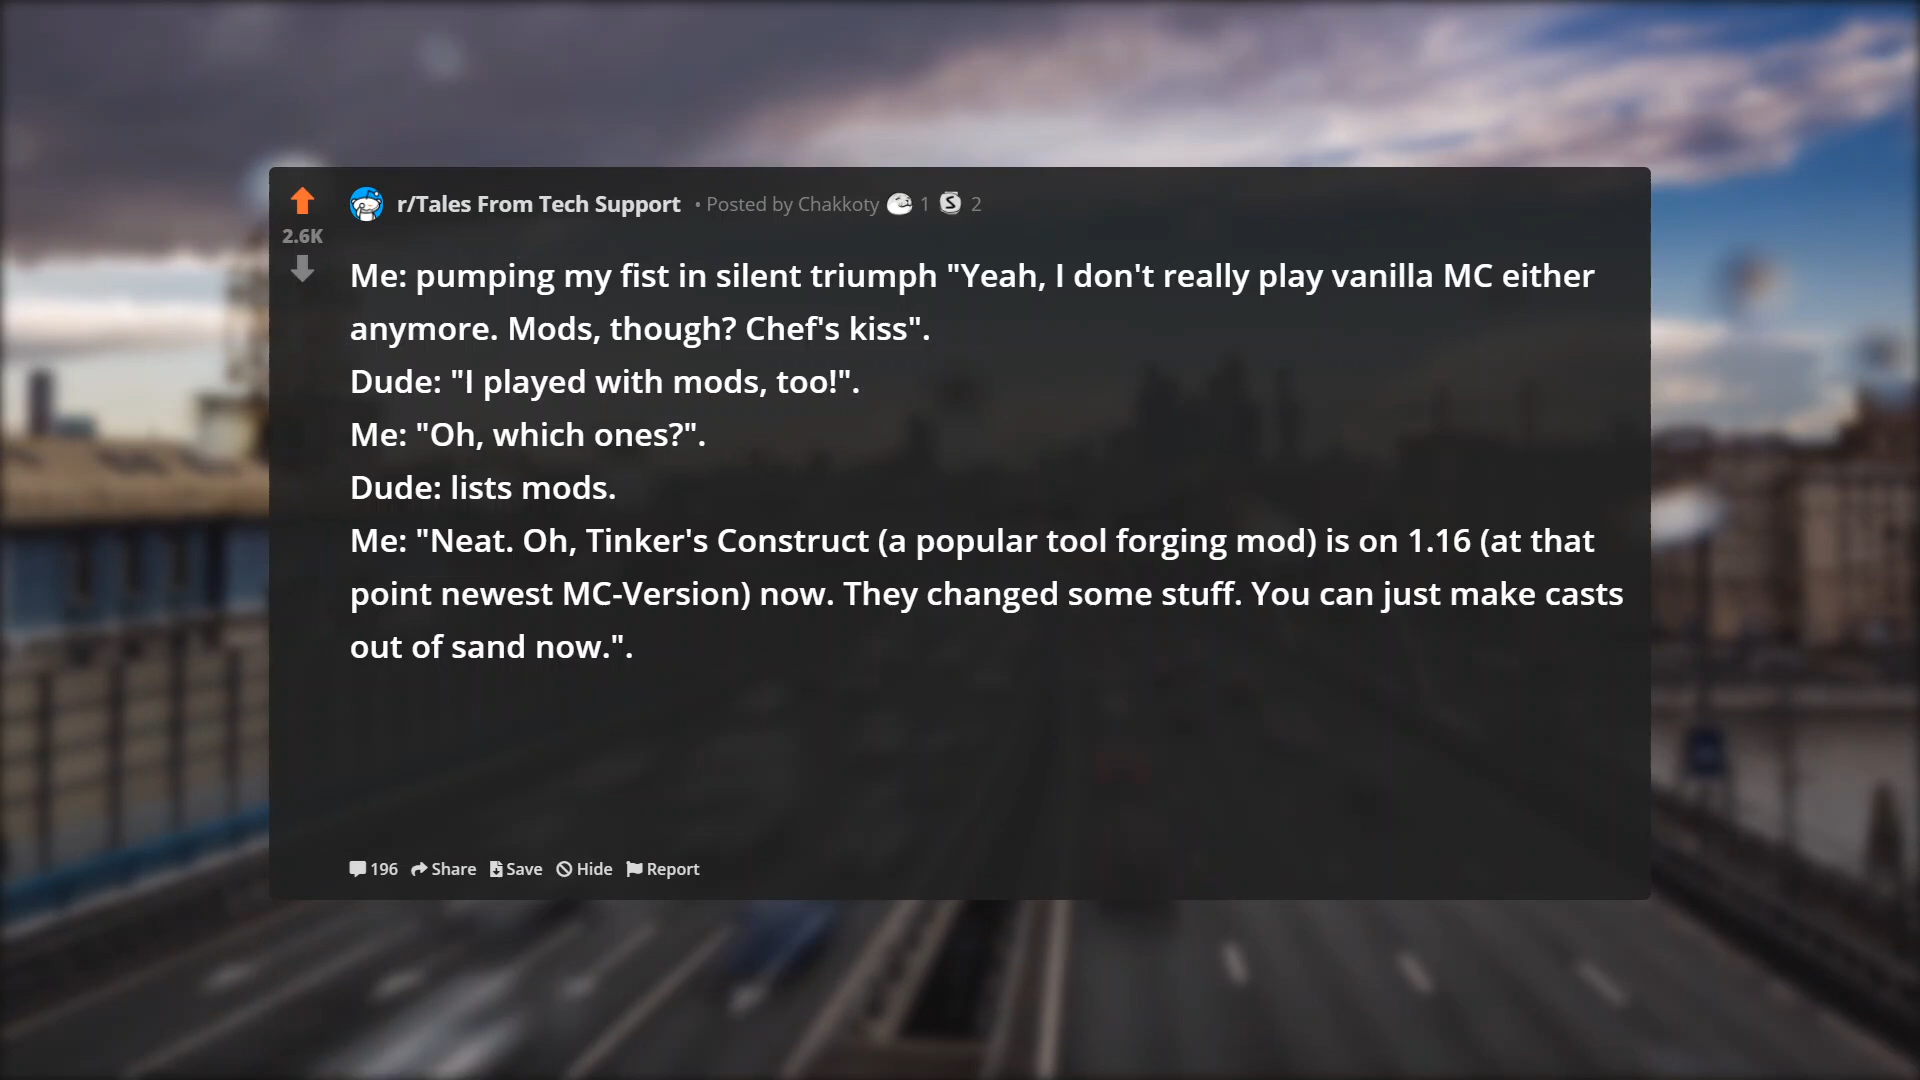 r/Tales From Tech Support • Posted by Chakkoty 1 S 2
2.6K
Me: pumping my fist in silent triumph "Yeah, I don't really play vanilla MC either
anymore. Mods, though? Chef's kiss".
Dude: "I played with mods, too!".
Me: "Oh, which ones?".
Dude: lists mods.
Me: "Neat. Oh, Tinker's Construct (a popular tool forging mod) is on 1.16 (at that
point newest MC-Version) now. They changed some stuff. You can just make casts
out of sand now.".
196 Share Save Hide Report